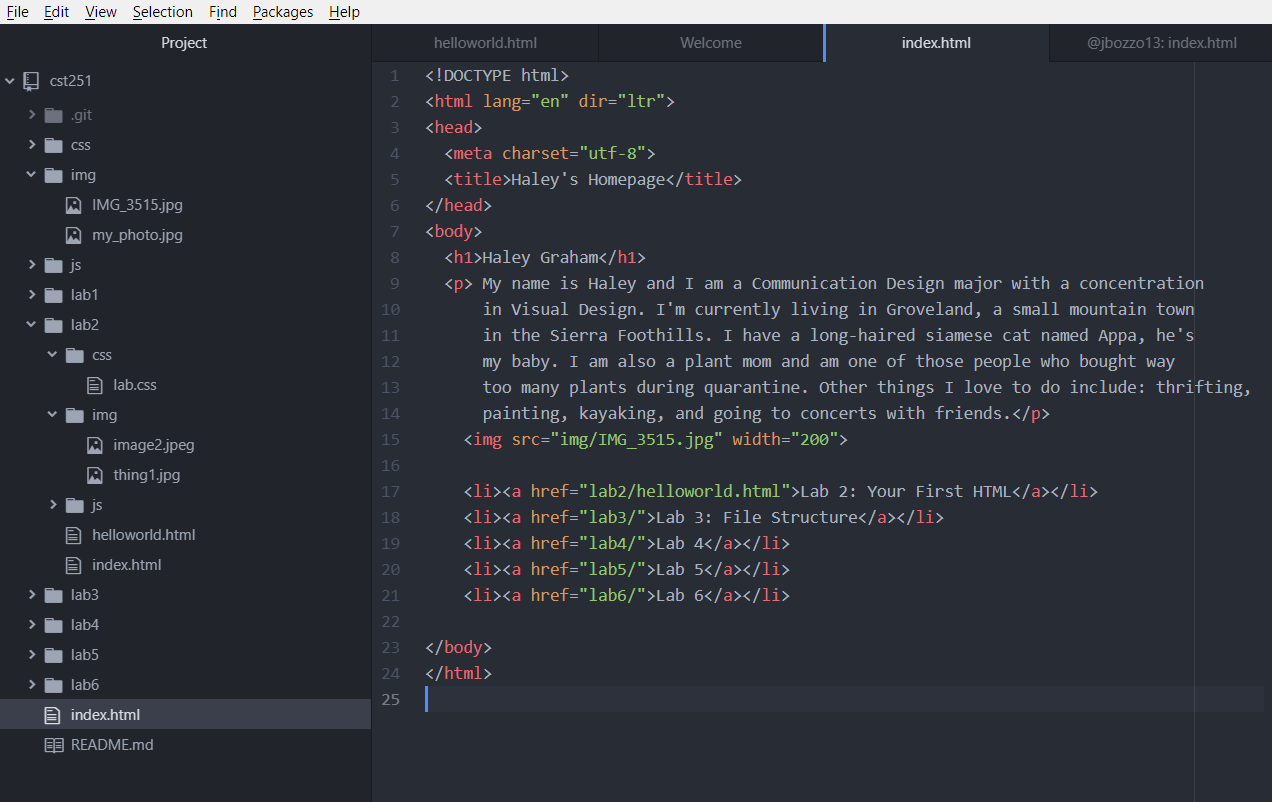 File Edit View Selection Find Packages Help
Project
cst251
.git
css
img
IMG_3515.jpg
my_photo.jpg
js
lab1
lab2
css
lab.css
img
image2.jpeg
thing1.jpg
js
helloworld.html
index.html
lab3
lab4
lab5
lab6
index.html
README.md
helloworld.html Welcome index.html @jbozzo13: index.html
1 <!DOCTYPE html>
2 <html lang="en" dir="ltr">
3 <head>
4 <meta charset="utf-8">
5 <title>Haley's Homepage</title>
6 </head>
7 <body>
8 <h1>Haley Graham</h1>
9 <p> My name is Haley and I am a Communication Design major with a concentration
10 in Visual Design. I'm currently living in Groveland, a small mountain town
11 in the Sierra Foothills. I have a long-haired siamese cat named Appa, he's
12 my baby. I am also a plant mom and am one of those people who bought way
13 too many plants during quarantine. Other things I love to do include: thrifting,
14 painting, kayaking, and going to concerts with friends.</p>
15 <img src="img/IMG_3515.jpg" width="200">
16
17 <li><a href="lab2/helloworld.html">Lab 2: Your First HTML</a></li>
18 <li><a href="lab3/">Lab 3: File Structure</a></li>
19 <li><a href="lab4/">Lab 4</a></li>
20 <li><a href="lab5/">Lab 5</a></li>
21 <li><a href="lab6/">Lab 6</a></li>
22
23 </body>
24 </html>
25